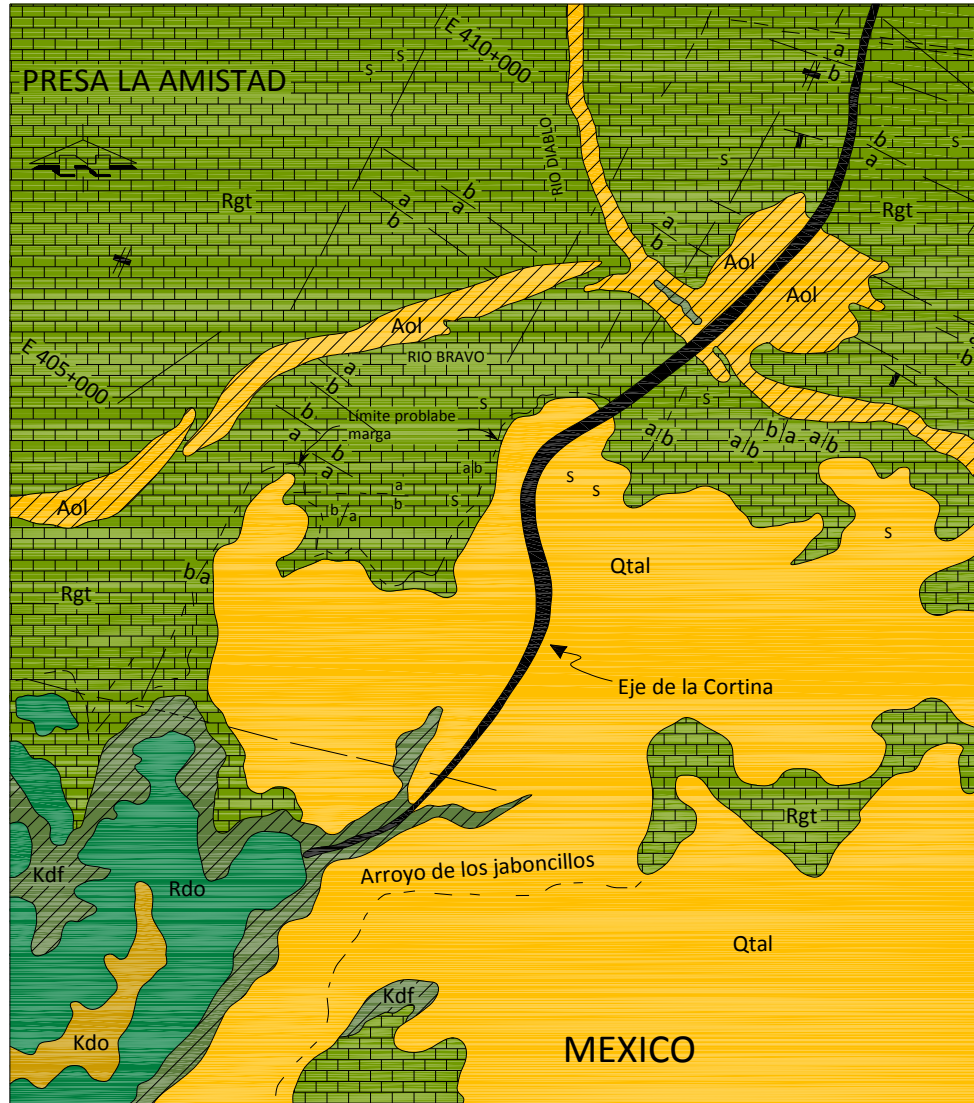 E 410+000
a
b
S
S
S
PRESA LA AMISTAD
RIO DIABLO
S
S
b
a
a
b
b
a
Rgt
Rgt
a
b
Aol
Aol
Aol
E 405+000
RIO BRAVO
a
b
a
b
S
S
b
Límite problabe
marga
a
b
a
a/b
b/a
a/b
a/b
a/b
a
b
S
S
S
S
Aol
b/a
b/a
Qtal
Rgt
Eje de la Cortina
Rgt
Arroyo de los jaboncillos
Kdf
Rdo
Qtal
Kdf
Kdo
MEXICO